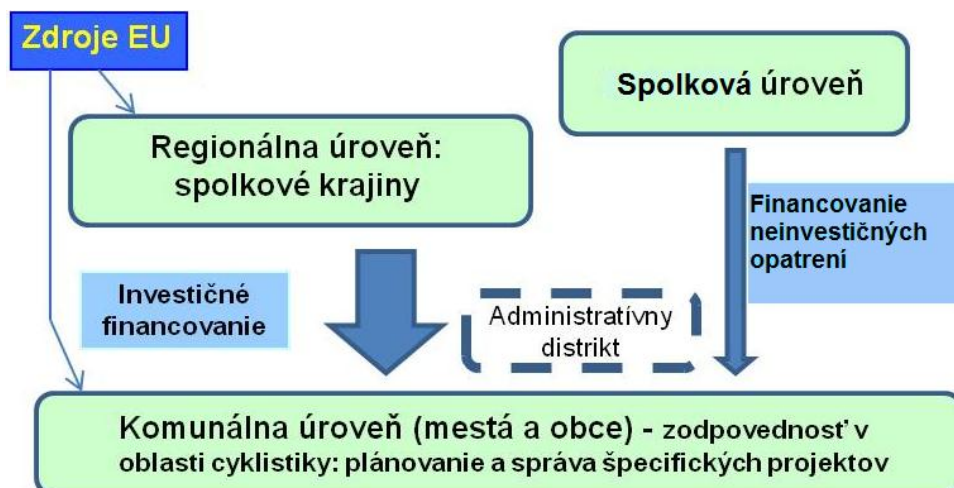 Zdroje EU
Spolková úroveň
Regionálna úroveň:
spolkové krajiny
Financovanie
neinvestičných
opatrení
Investičné
financovanie
Administratívny
distrikt
Komunálna úroveň (mestá a obce) - zodpovednosť v
oblasti cyklistiky: plánovanie a správa špecifických projektov